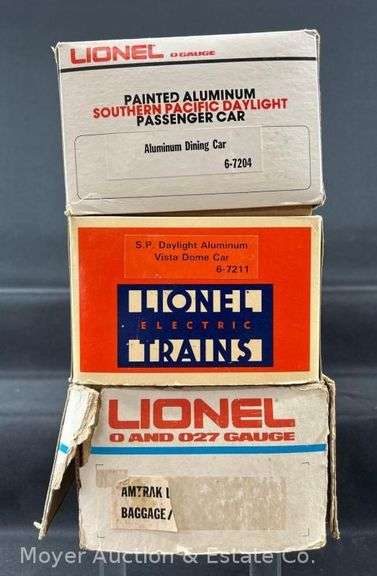 LIONEL O GAUGE
PAINTED ALUMINUM
SOUTHERN PACIFIC DAYLIGHT
PASSENGER CAR
Aluminum Dining Car
6-7204
S.P. Daylight Aluminum
Vista Dome Car
6-7211
LIONEL
ELECTRIC
TRAINS
LIONEL
O AND O27 GAUGE
AMTRAK
BAGGAGE/
Moyer Auction & Estate Co.